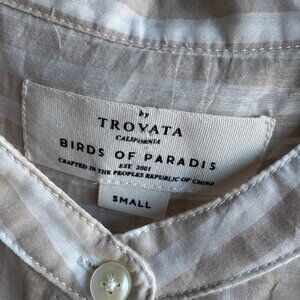 by
TROVATA
CALIFORNIA
BIRDS OF PARADIS
EST. 2001
CRAFTED IN THE PEOPLES REPUBLIC OF CHINA
SMALL